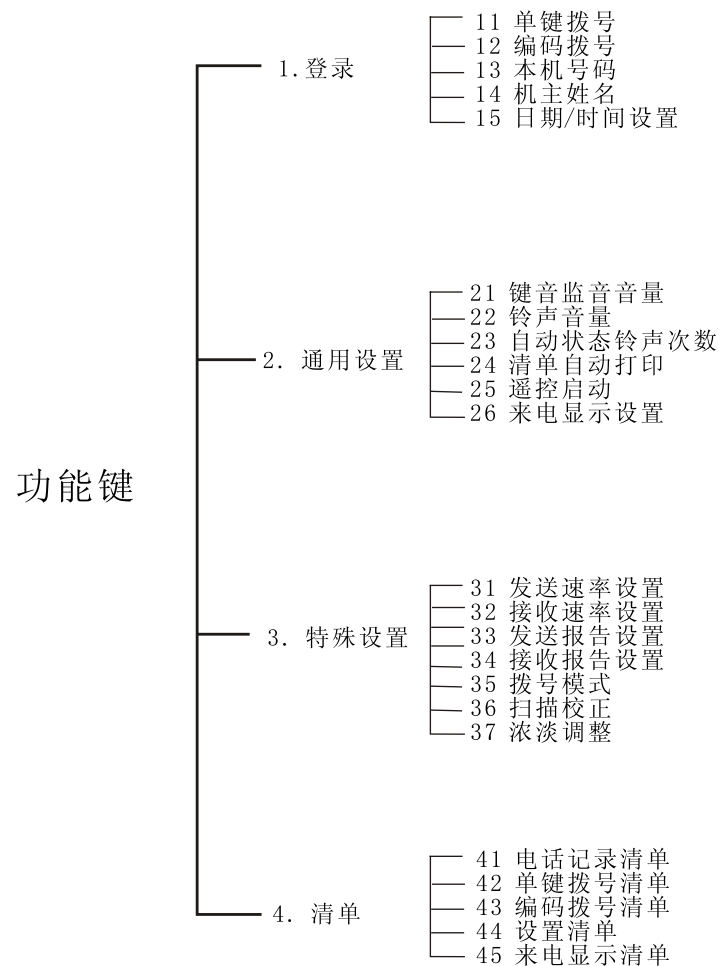 功能键
1.登录
11 单键拨号
12 编码拨号
13 本机号码
14 机主姓名
15 日期/时间设置
2. 通用设置
21 键音监音音量
22 铃声音量
23 自动状态铃声次数
24 清单自动打印
25 遥控启动
26 来电显示设置
3. 特殊设置
31 发送速率设置
32 接收速率设置
33 发送报告设置
34 接收报告设置
35 拨号模式
36 扫描校正
37 浓淡调整
4. 清单
41 电话记录清单
42 单键拨号清单
43 编码拨号清单
44 设置清单
45 来电显示清单